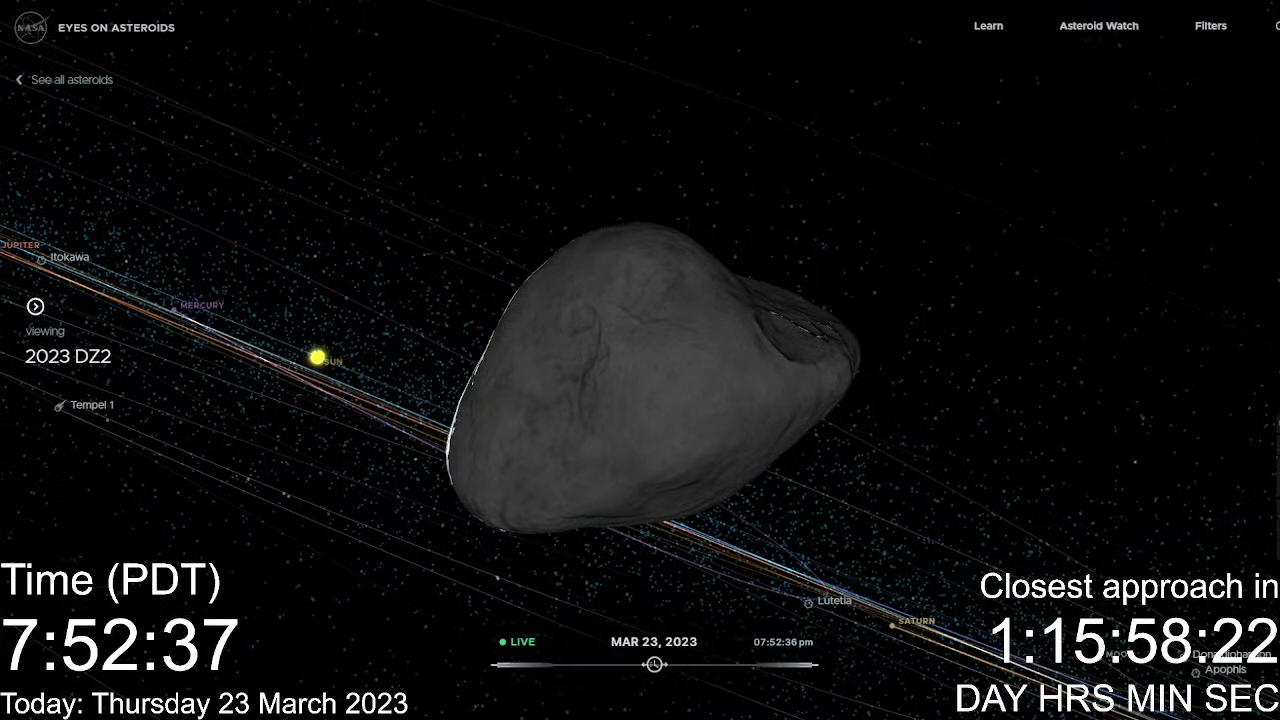 NASA
EYES ON ASTEROIDS
Learn
Asteroid Watch
Filters
See all asteroids
JUPITER
Itokawa
MERCURY
viewing
2023 DZ2
SUN
Tempel 1
Time (PDT)
7:52:37
Today: Thursday 23 March 2023
LIVE
MAR 23, 2023
07:52:36 pm
Lutetia
SATURN
Closest approach in
1:15:58:22
Apophis
DAY HRS MIN SEC